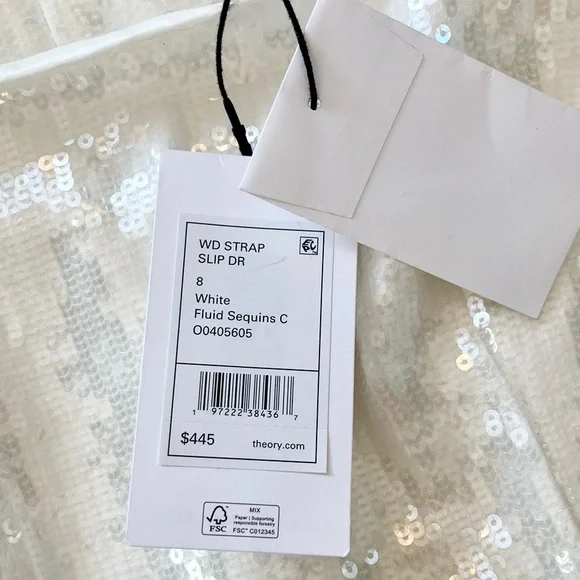 WD STRAP
SLIP DR
8
White
Fluid Sequins C
O0405605
1 97222 38436 7
$445 theory.com
FSC
MIX
Paper | Supporting
responsible forestry
FSC® C012345